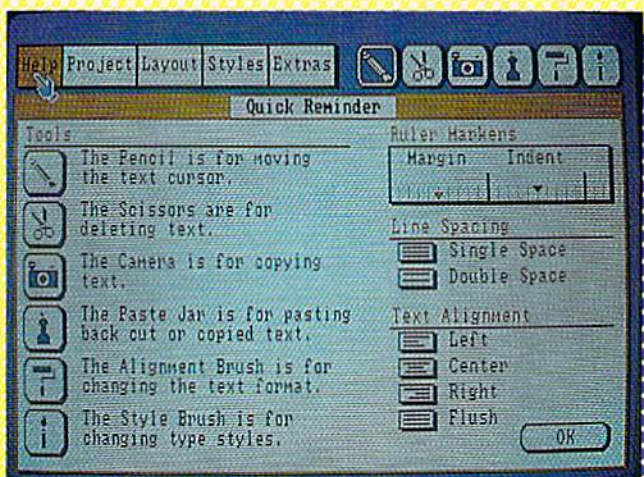 Help Project Layout Styles Extras
Quick Reminder
Tools
The Pencil is for moving
the text cursor.
The Scissors are for
deleting text.
The Camera is for copying
text.
The Paste Jar is for pasting
back cut or copied text.
The Alignment Brush is for
changing the text format.
The Style Brush is for
changing type styles.
Ruler Markers
Margin Indent
Line Spacing
Single Space
Double Space
Text Alignment
Left
Center
Right
Flush
OK